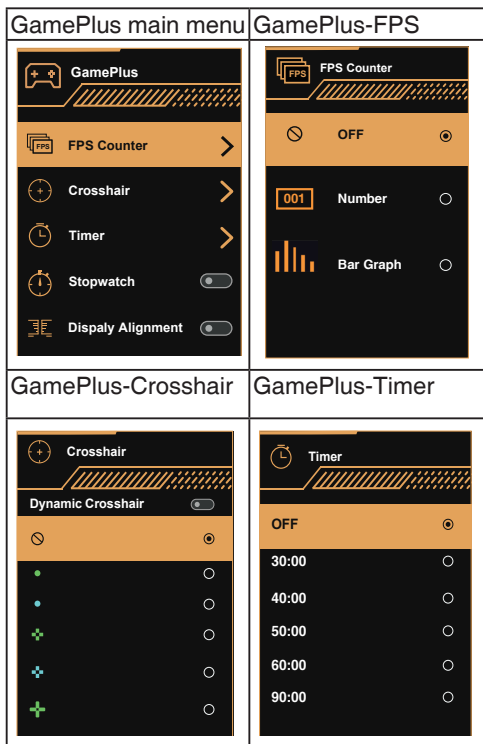 GamePlus main menu
GamePlus
FPS
FPS Counter
Crosshair
Timer
Stopwatch
Dispaly Alignment
GamePlus-FPS
FPS
FPS Counter
OFF
001
Number
Bar Graph
GamePlus-Crosshair
Crosshair
Dynamic Crosshair
GamePlus-Timer
Timer
OFF
30:00
40:00
50:00
60:00
90:00